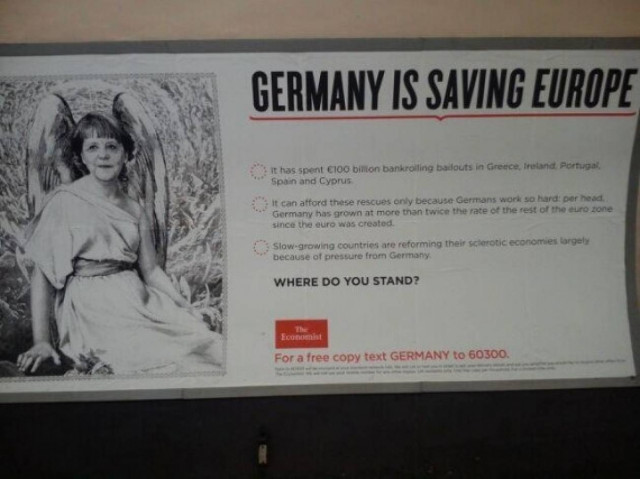 GERMANY IS SAVING EUROPE
It has spent €100 billion bankrolling bailouts in Greece, Ireland, Portugal,
Spain and Cyprus.
It can afford these rescues only because Germans work so hard: per head,
Germany has grown at more than twice the rate of the rest of the euro zone
since the euro was created.
Slow-growing countries are reforming their sclerotic economies largely
because of pressure from Germany.
WHERE DO YOU STAND?
The
Economist
For a free copy text GERMANY to 60300.